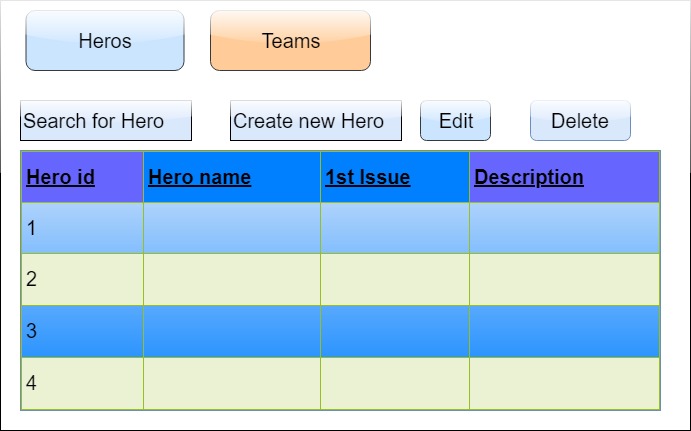 Heros
Teams
Search for Hero
Create new Hero
Edit
Delete
Hero id
Hero name
1st Issue
Description
1
2
3
4